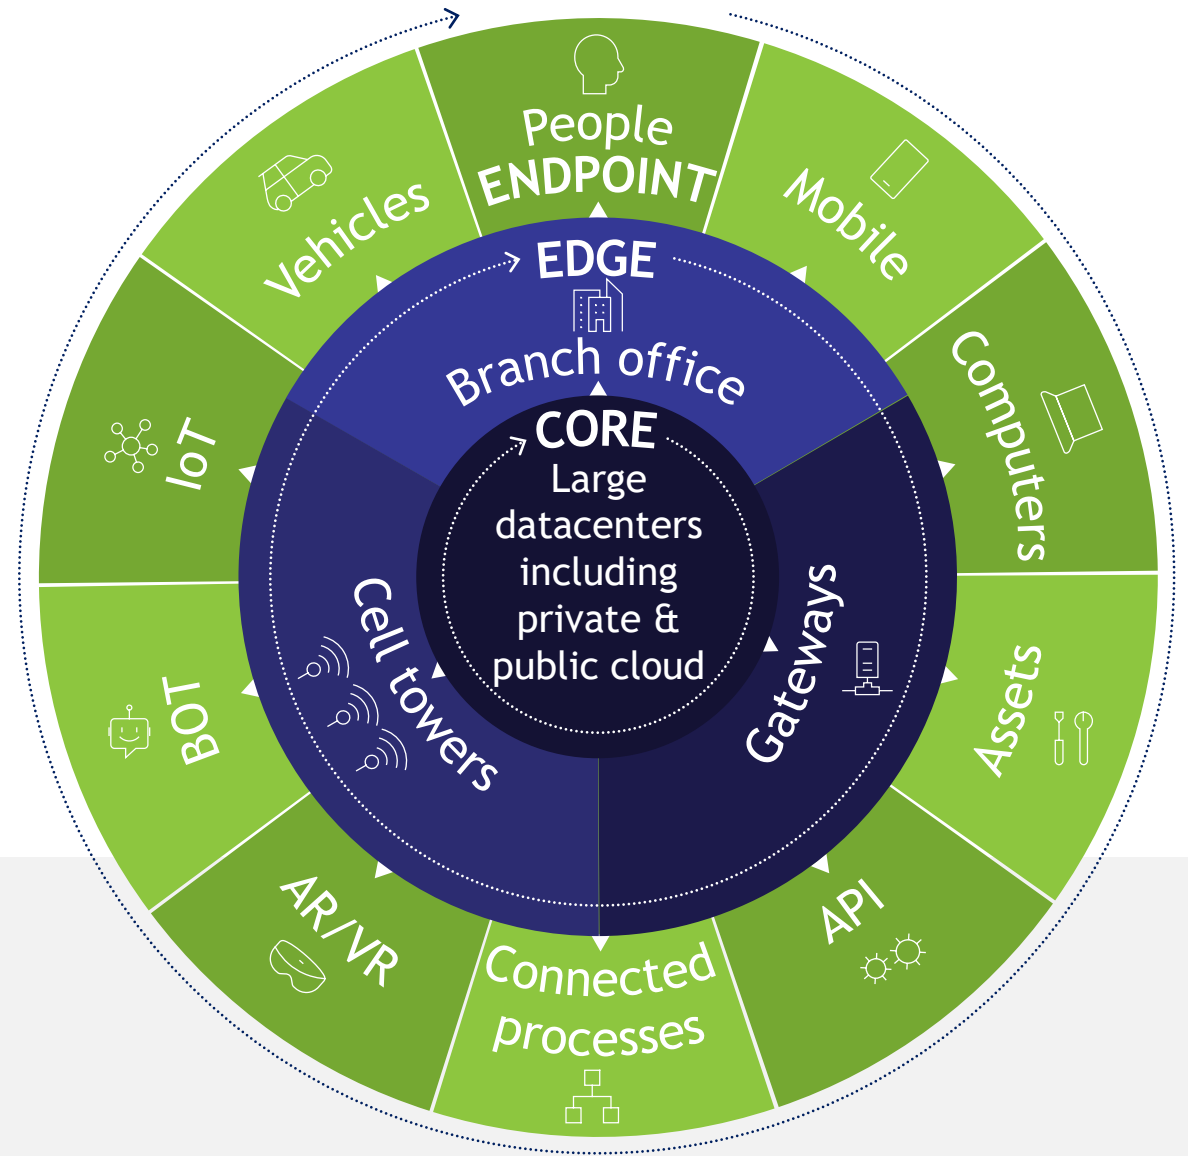 People
ENDPOINT
Mobile
Computers
Assets
API
Connected
processes
AR/VR
BOT
IoT
Vehicles
EDGE
Branch office
Gateways
Cell towers
CORE
Large
datacenters
including
private &
public cloud